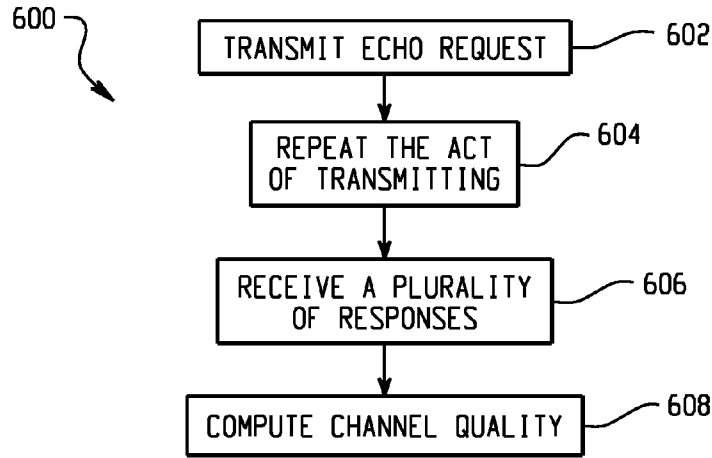 600
TRANSMIT ECHO REQUEST
602
REPEAT THE ACT
OF TRANSMITTING
604
RECEIVE A PLURALITY
OF RESPONSES
606
COMPUTE CHANNEL QUALITY
608